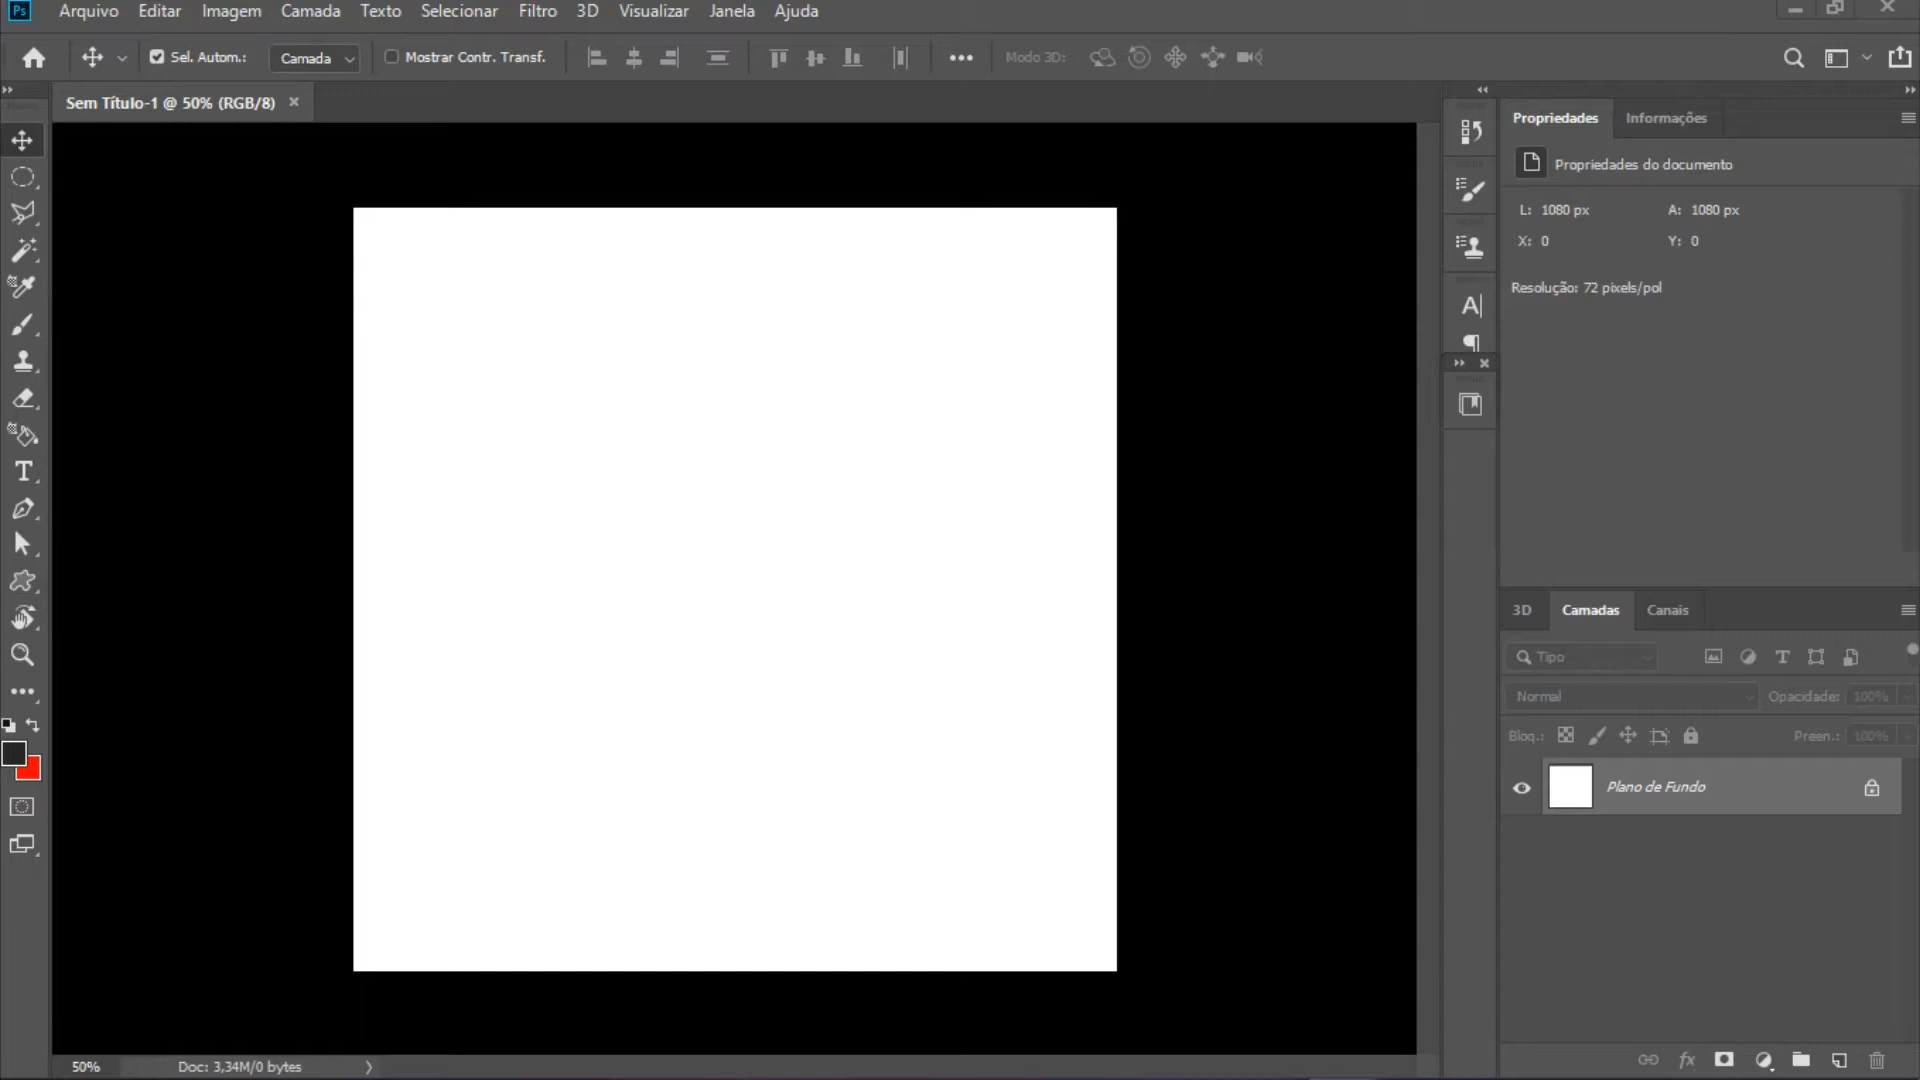 Ps Arquivo Editar Imagem Camada Texto Selecionar Filtro 3D Visualizar Janela Ajuda
Sel. Autom.: Camada Mostrar Contr. Transf. Modo 3D:
Sem Título-1 @ 50% (RGB/8)
Propriedades Informações
Propriedades do documento
L: 1080 px A: 1080 px
X: 0 Y: 0
Resolução: 72 pixels/pol
3D Camadas Canais
Tipo
Normal Opacidade: 100%
Bloq.: Preen.: 100%
Plano de Fundo
fx
50% Doc: 3,34M/0 bytes